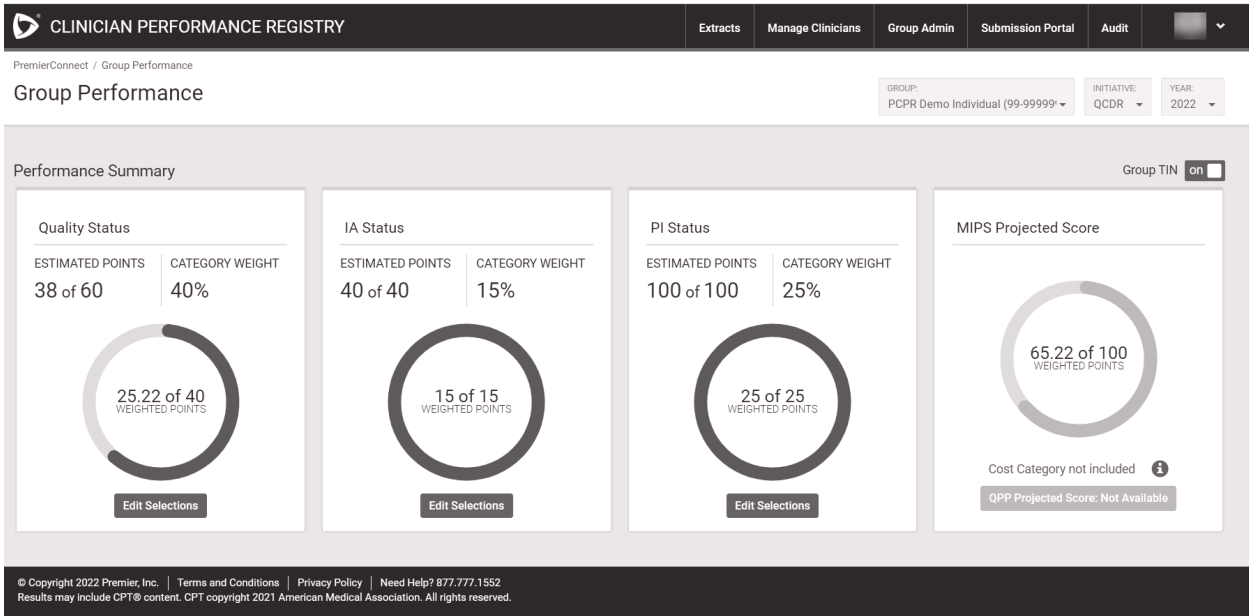 CLINICIAN PERFORMANCE REGISTRY
Extracts
Manage Clinicians
Group Admin
Submission Portal
Audit
PremierConnect / Group Performance
Group Performance
GROUP:
PCPR Demo Individual (99-99999
INITIATIVE:
QCDR
YEAR:
2022
Performance Summary
Group TIN on
Quality Status
ESTIMATED POINTS
38 of 60
CATEGORY WEIGHT
40%
25.22 of 40
WEIGHTED POINTS
Edit Selections
IA Status
ESTIMATED POINTS
40 of 40
CATEGORY WEIGHT
15%
15 of 15
WEIGHTED POINTS
Edit Selections
PI Status
ESTIMATED POINTS
100 of 100
CATEGORY WEIGHT
25%
25 of 25
WEIGHTED POINTS
Edit Selections
MIPS Projected Score
65.22 of 100
WEIGHTED POINTS
Cost Category not included
QPP Projected Score: Not Available
© Copyright 2022 Premier, Inc. | Terms and Conditions | Privacy Policy | Need Help? 877.777.1552
Results may include CPT® content. CPT copyright 2021 American Medical Association. All rights reserved.